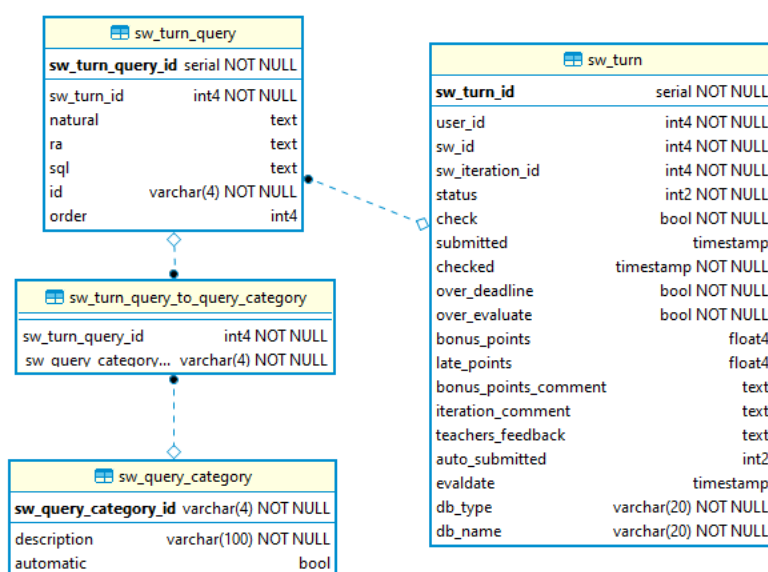 sw_turn_query
sw_turn_query_id serial NOT NULL
sw_turn_id int4 NOT NULL
natural text
ra text
sql text
id varchar(4) NOT NULL
order int4
sw_turn_query_to_query_category
sw_turn_query_id int4 NOT NULL
sw_query_category... varchar(4) NOT NULL
sw_query_category
sw_query_category_id varchar(4) NOT NULL
description varchar(100) NOT NULL
automatic bool
sw_turn
sw_turn_id serial NOT NULL
user_id int4 NOT NULL
sw_id int4 NOT NULL
sw_iteration_id int4 NOT NULL
status int2 NOT NULL
check bool NOT NULL
submitted timestamp
checked timestamp NOT NULL
over_deadline bool NOT NULL
over_evaluate bool NOT NULL
bonus_points float4
late_points float4
bonus_points_comment text
iteration_comment text
teachers_feedback text
auto_submitted int2
evaldate timestamp
db_type varchar(20) NOT NULL
db_name varchar(20) NOT NULL